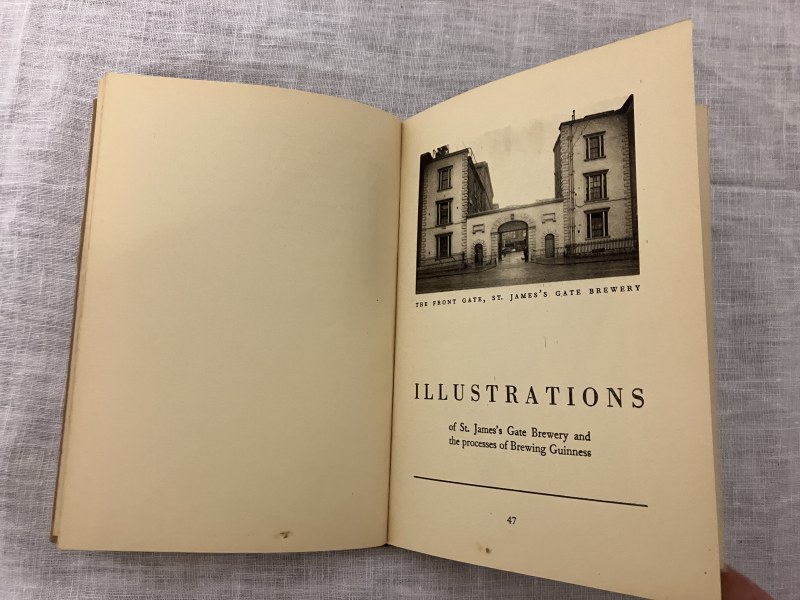 THE FRONT GATE, ST. JAMES'S GATE BREWERY
ILLUSTRATIONS
of St. James's Gate Brewery and
the processes of Brewing Guinness
47